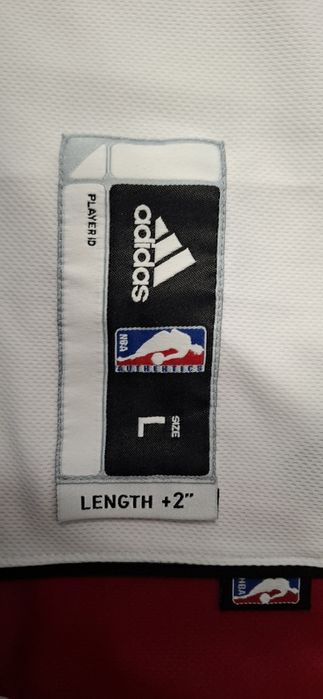 PLAYER ID
adidas
NBA
AUTHENTICS
SIZE
L
LENGTH +2"
NBA